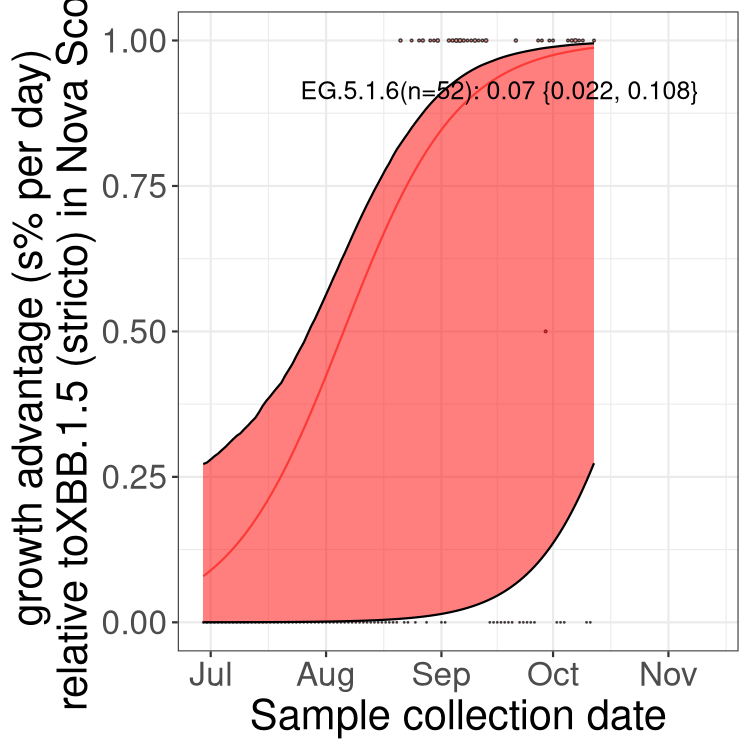 growth advantage (s% per day)
relative toXBB.1.5 (stricto) in Nova Sco
1.00
0.75
0.50
0.25
0.00
EG.5.1.6(n=52): 0.07 {0.022, 0.108}
Jul Aug Sep Oct Nov
Sample collection date